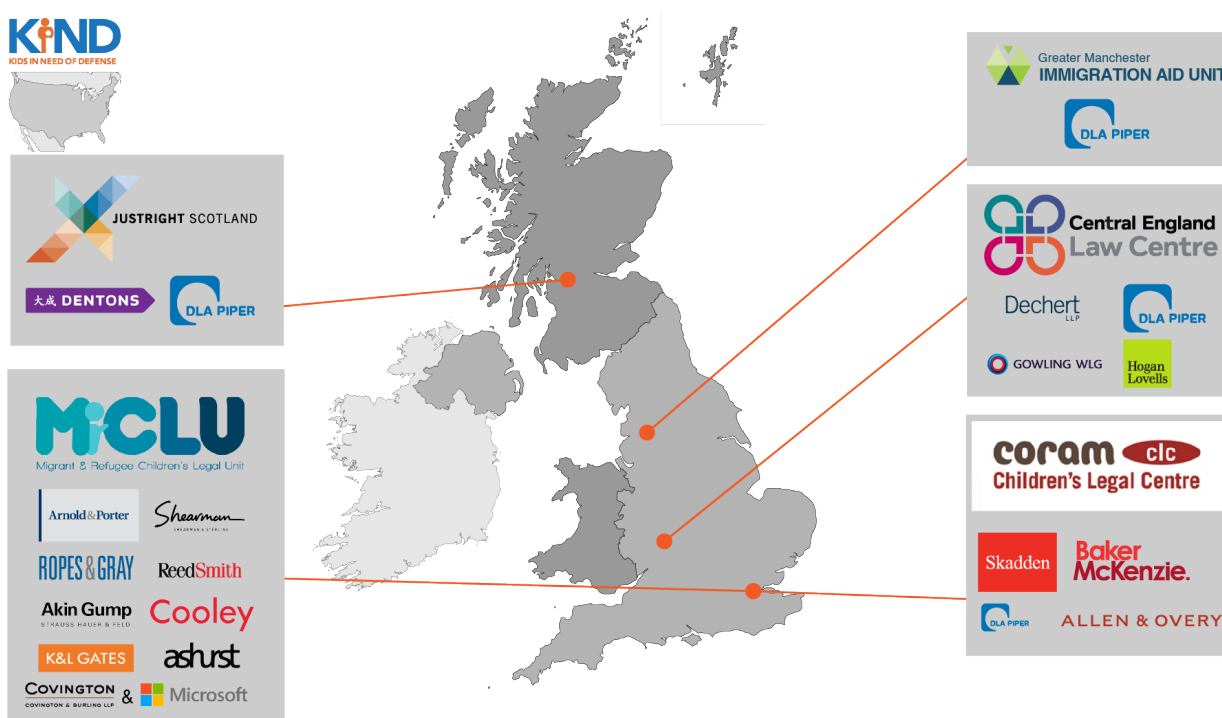 KiND
KIDS IN NEED OF DEFENSE
JUSTRIGHT SCOTLAND
大成 DENTONS
DLA PIPER
MiCLU
Migrant & Refugee Children's Legal Unit
Arnold&Porter
Shearman
SHEARMAN & STERLING
ROPES&GRAY
ReedSmith
Akin Gump
STRAUSS HAUER & FELD
Cooley
K&L GATES
ashurst
COVINGTON
COVINGTON & BURLING LLP
&
Microsoft
Greater Manchester
IMMIGRATION AID UNIT
DLA PIPER
Central England
Law Centre
Dechert
LLP
DLA PIPER
GOWLING WLG
Hogan
Lovells
coram clc
Children's Legal Centre
Skadden
Baker
McKenzie.
DLA PIPER
ALLEN & OVERY